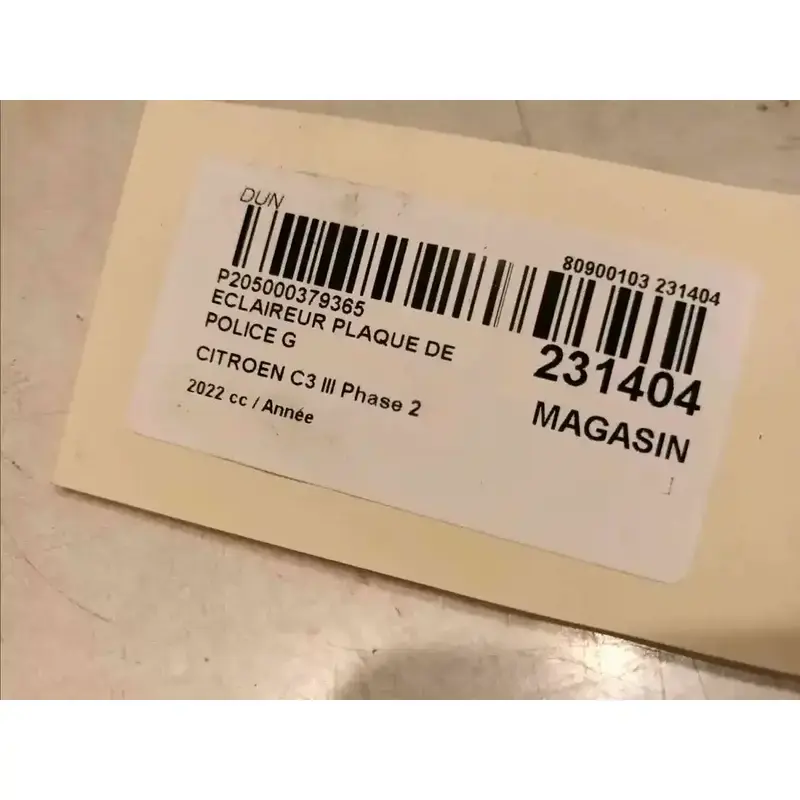 DUN
P205000379365
ECLAIREUR PLAQUE DE
POLICE G
CITROEN C3 III Phase 2
2022 cc / Année
80900103 231404
231404
MAGASIN